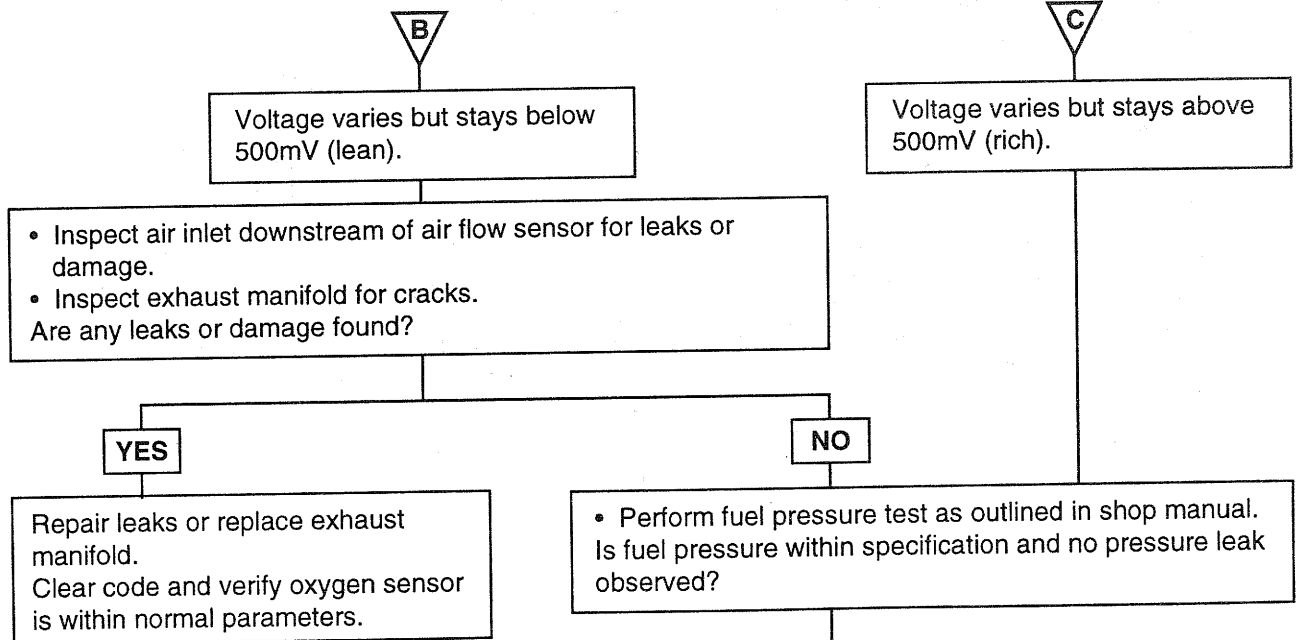 B
Voltage varies but stays below
500mV (lean).
• Inspect air inlet downstream of air flow sensor for leaks or
damage.
• Inspect exhaust manifold for cracks.
Are any leaks or damage found?
YES
Repair leaks or replace exhaust
manifold.
Clear code and verify oxygen sensor
is within normal parameters.
C
Voltage varies but stays above
500mV (rich).
NO
• Perform fuel pressure test as outlined in shop manual.
Is fuel pressure within specification and no pressure leak
observed?